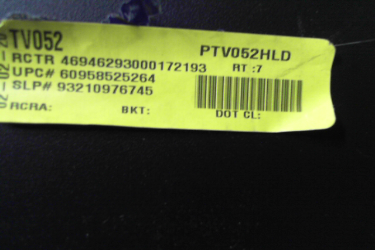 TV052
PTV052HLD
RCTR 46946293000172193
RT :7
UPC# 60958525264
SLP# 93210976745
RCRA:
BKT:
DOT CL: